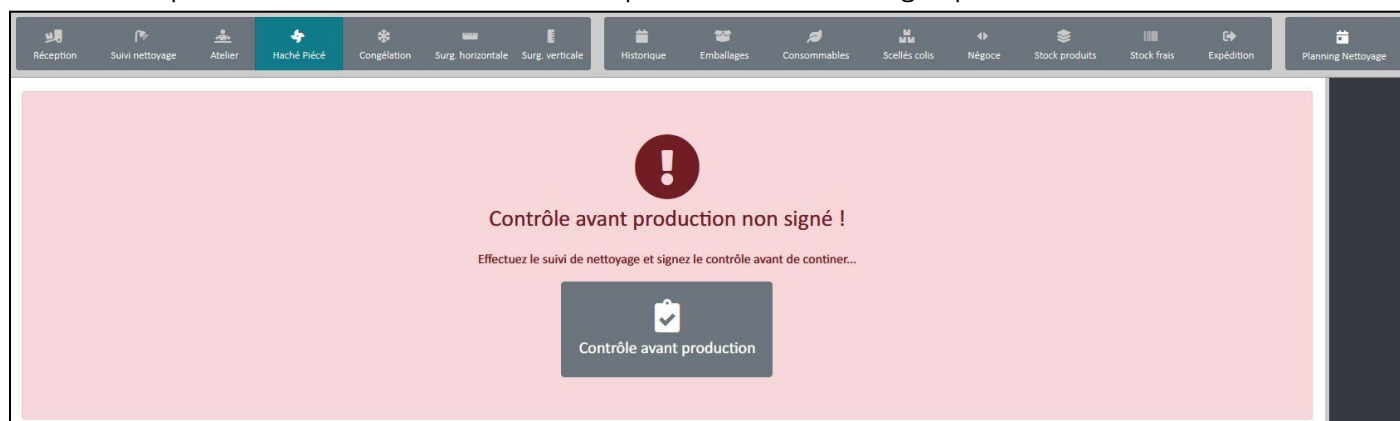 Réception Suivi nettoyage Atelier Haché Piécé Congélation Surg. horizontale Surg. verticale Historique Emballages Consommables Scellés colis Négoce Stock produits Stock frais Expédition Planning Nettoyage
Contrôle avant production non signé !
Effectuez le suivi de nettoyage et signez le contrôle avant de continer...
Contrôle avant production